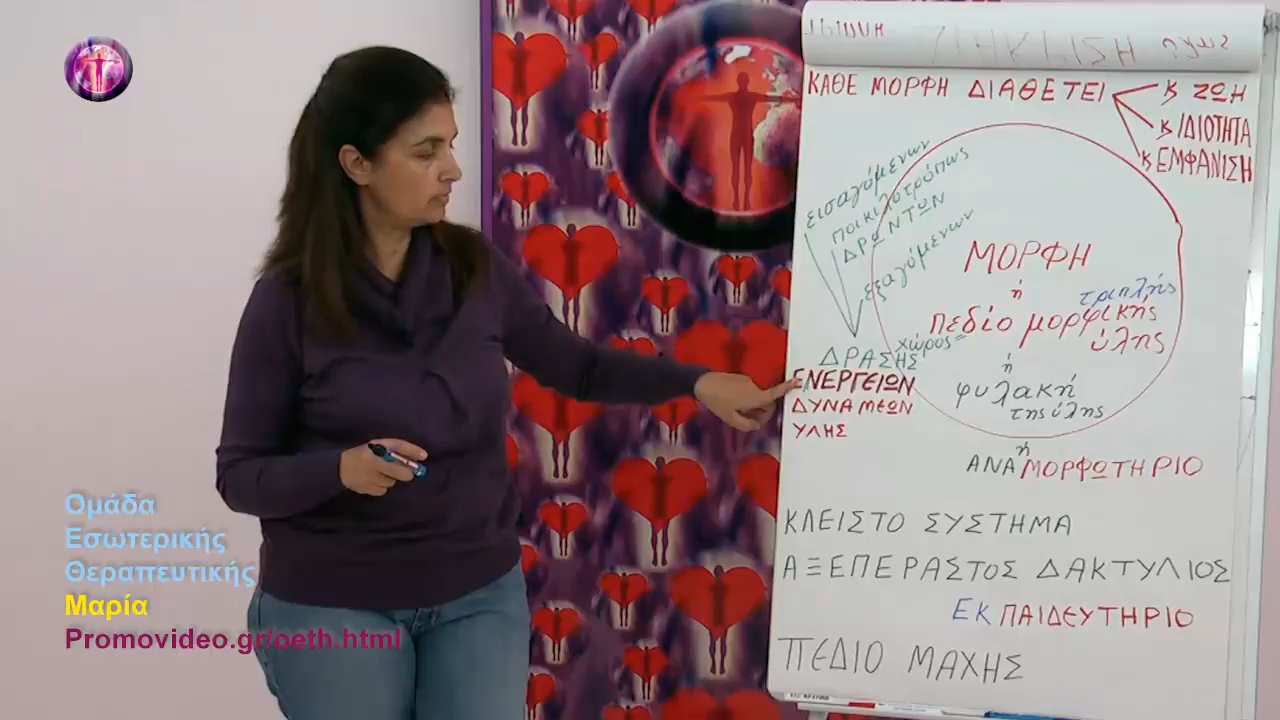 ΚΑΘΕ ΜΟΡΦΗ ΔΙΑΘΕΤΕΙ κ ΖΩΗ
κ ΙΔΙΟΤΗΤΑ
κ ΕΜΦΑΝΙΣΗ
εισαγόμενων
ποικιλοτρόπως
ΔΡΩΝΤΩΝ
εξαγόμενων
ΜΟΡΦΗ
ή
τριπλής
πεδίο μορφικής
ύλης
χώρος =
ή
ΔΡΑΣΗΣ
ΕΝΕΡΓΕΙΩΝ
ΔΥΝΑΜΕΩΝ
ΥΛΗΣ
φυλακή
της ύλης
ή
ΑΝΑΜΟΡΦΩΤΗΡΙΟ
ΚΛΕΙΣΤΟ ΣΥΣΤΗΜΑ
ΑΞΕΠΕΡΑΣΤΟΣ ΔΑΚΤΥΛΙΟΣ
ΕΚΠΑΙΔΕΥΤΗΡΙΟ
ΠΕΔΙΟ ΜΑΧΗΣ
Ομάδα
Εσωτερικής
Θεραπευτικής
Μαρία
Promovideo.gr/oeth.html